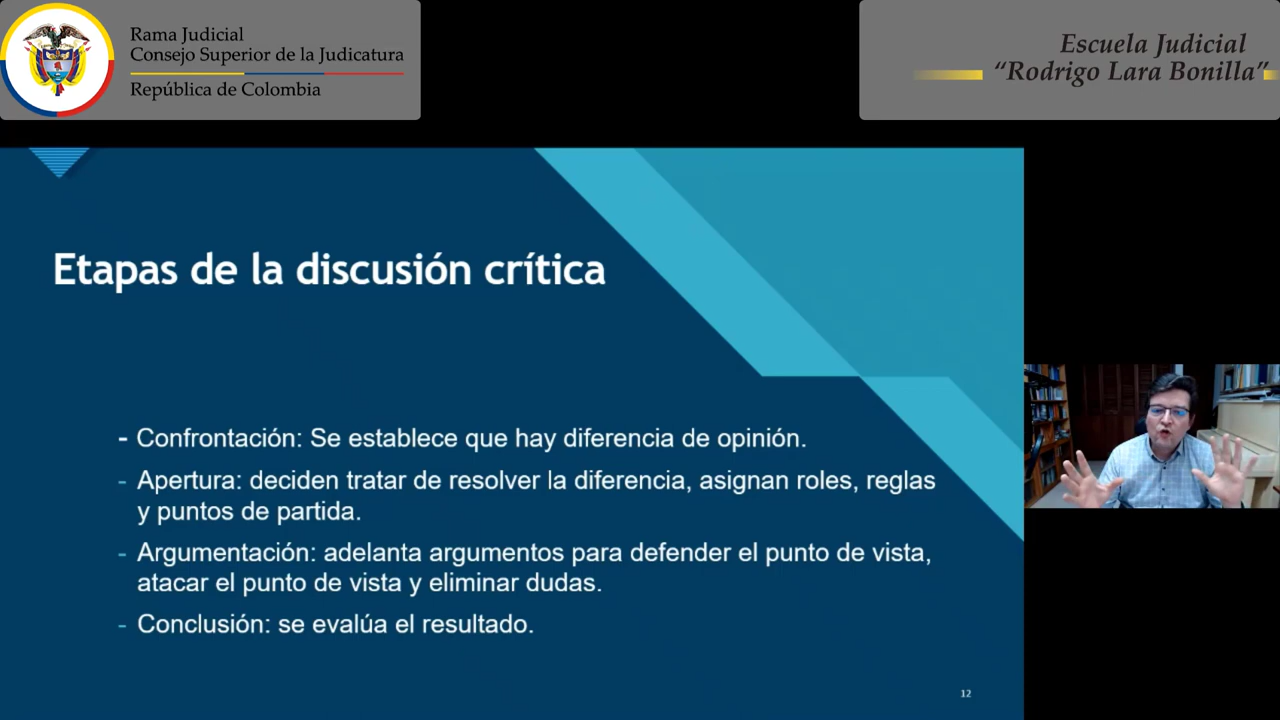 Rama Judicial
Consejo Superior de la Judicatura
República de Colombia
Escuela Judicial
“Rodrigo Lara Bonilla”
Etapas de la discusión crítica
- Confrontación: Se establece que hay diferencia de opinión.
- Apertura: deciden tratar de resolver la diferencia, asignan roles, reglas
y puntos de partida.
- Argumentación: adelanta argumentos para defender el punto de vista,
atacar el punto de vista y eliminar dudas.
- Conclusión: se evalúa el resultado.
12